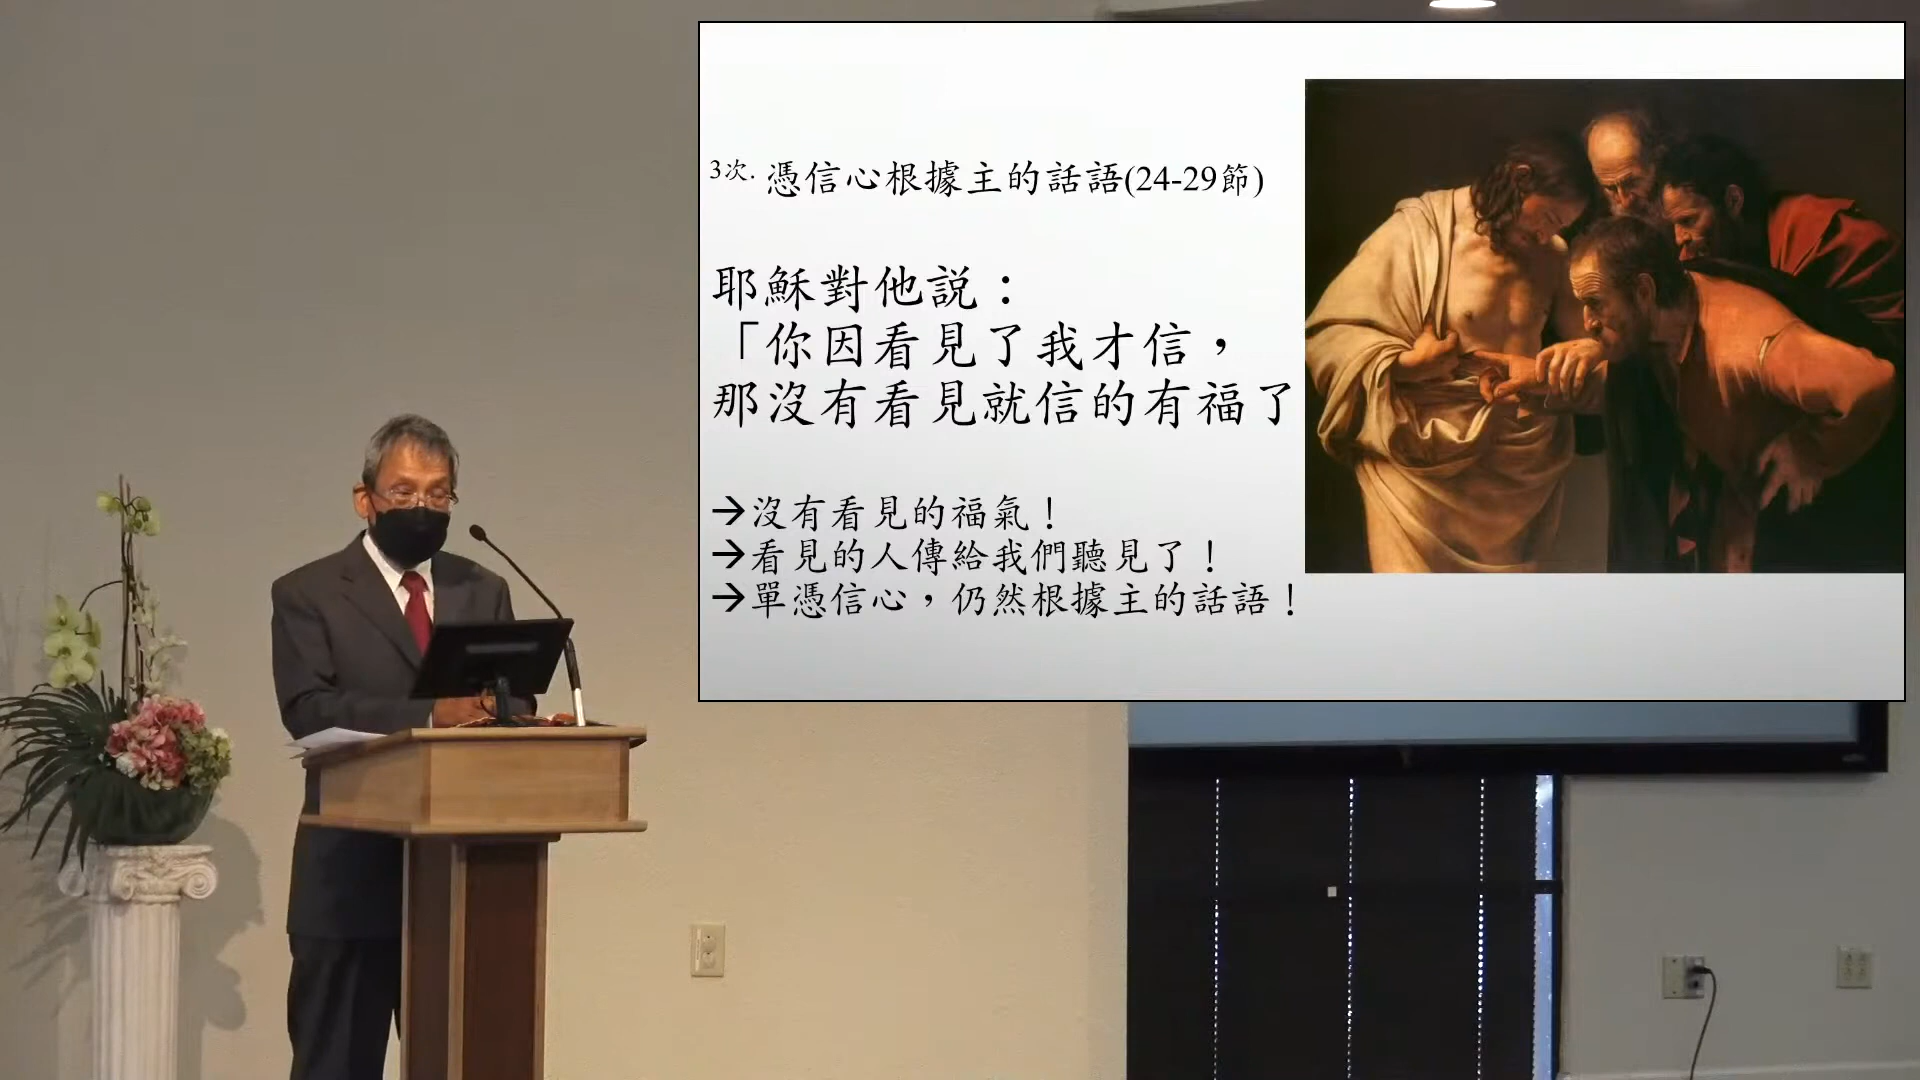 3次. 憑信心根據主的話語(24-29節)
耶穌對他説：
「你因看見了我才信，
那沒有看見就信的有福了
→沒有看見的福氣！
→看見的人傳給我們聽見了！
→單憑信心，仍然根據主的話語！